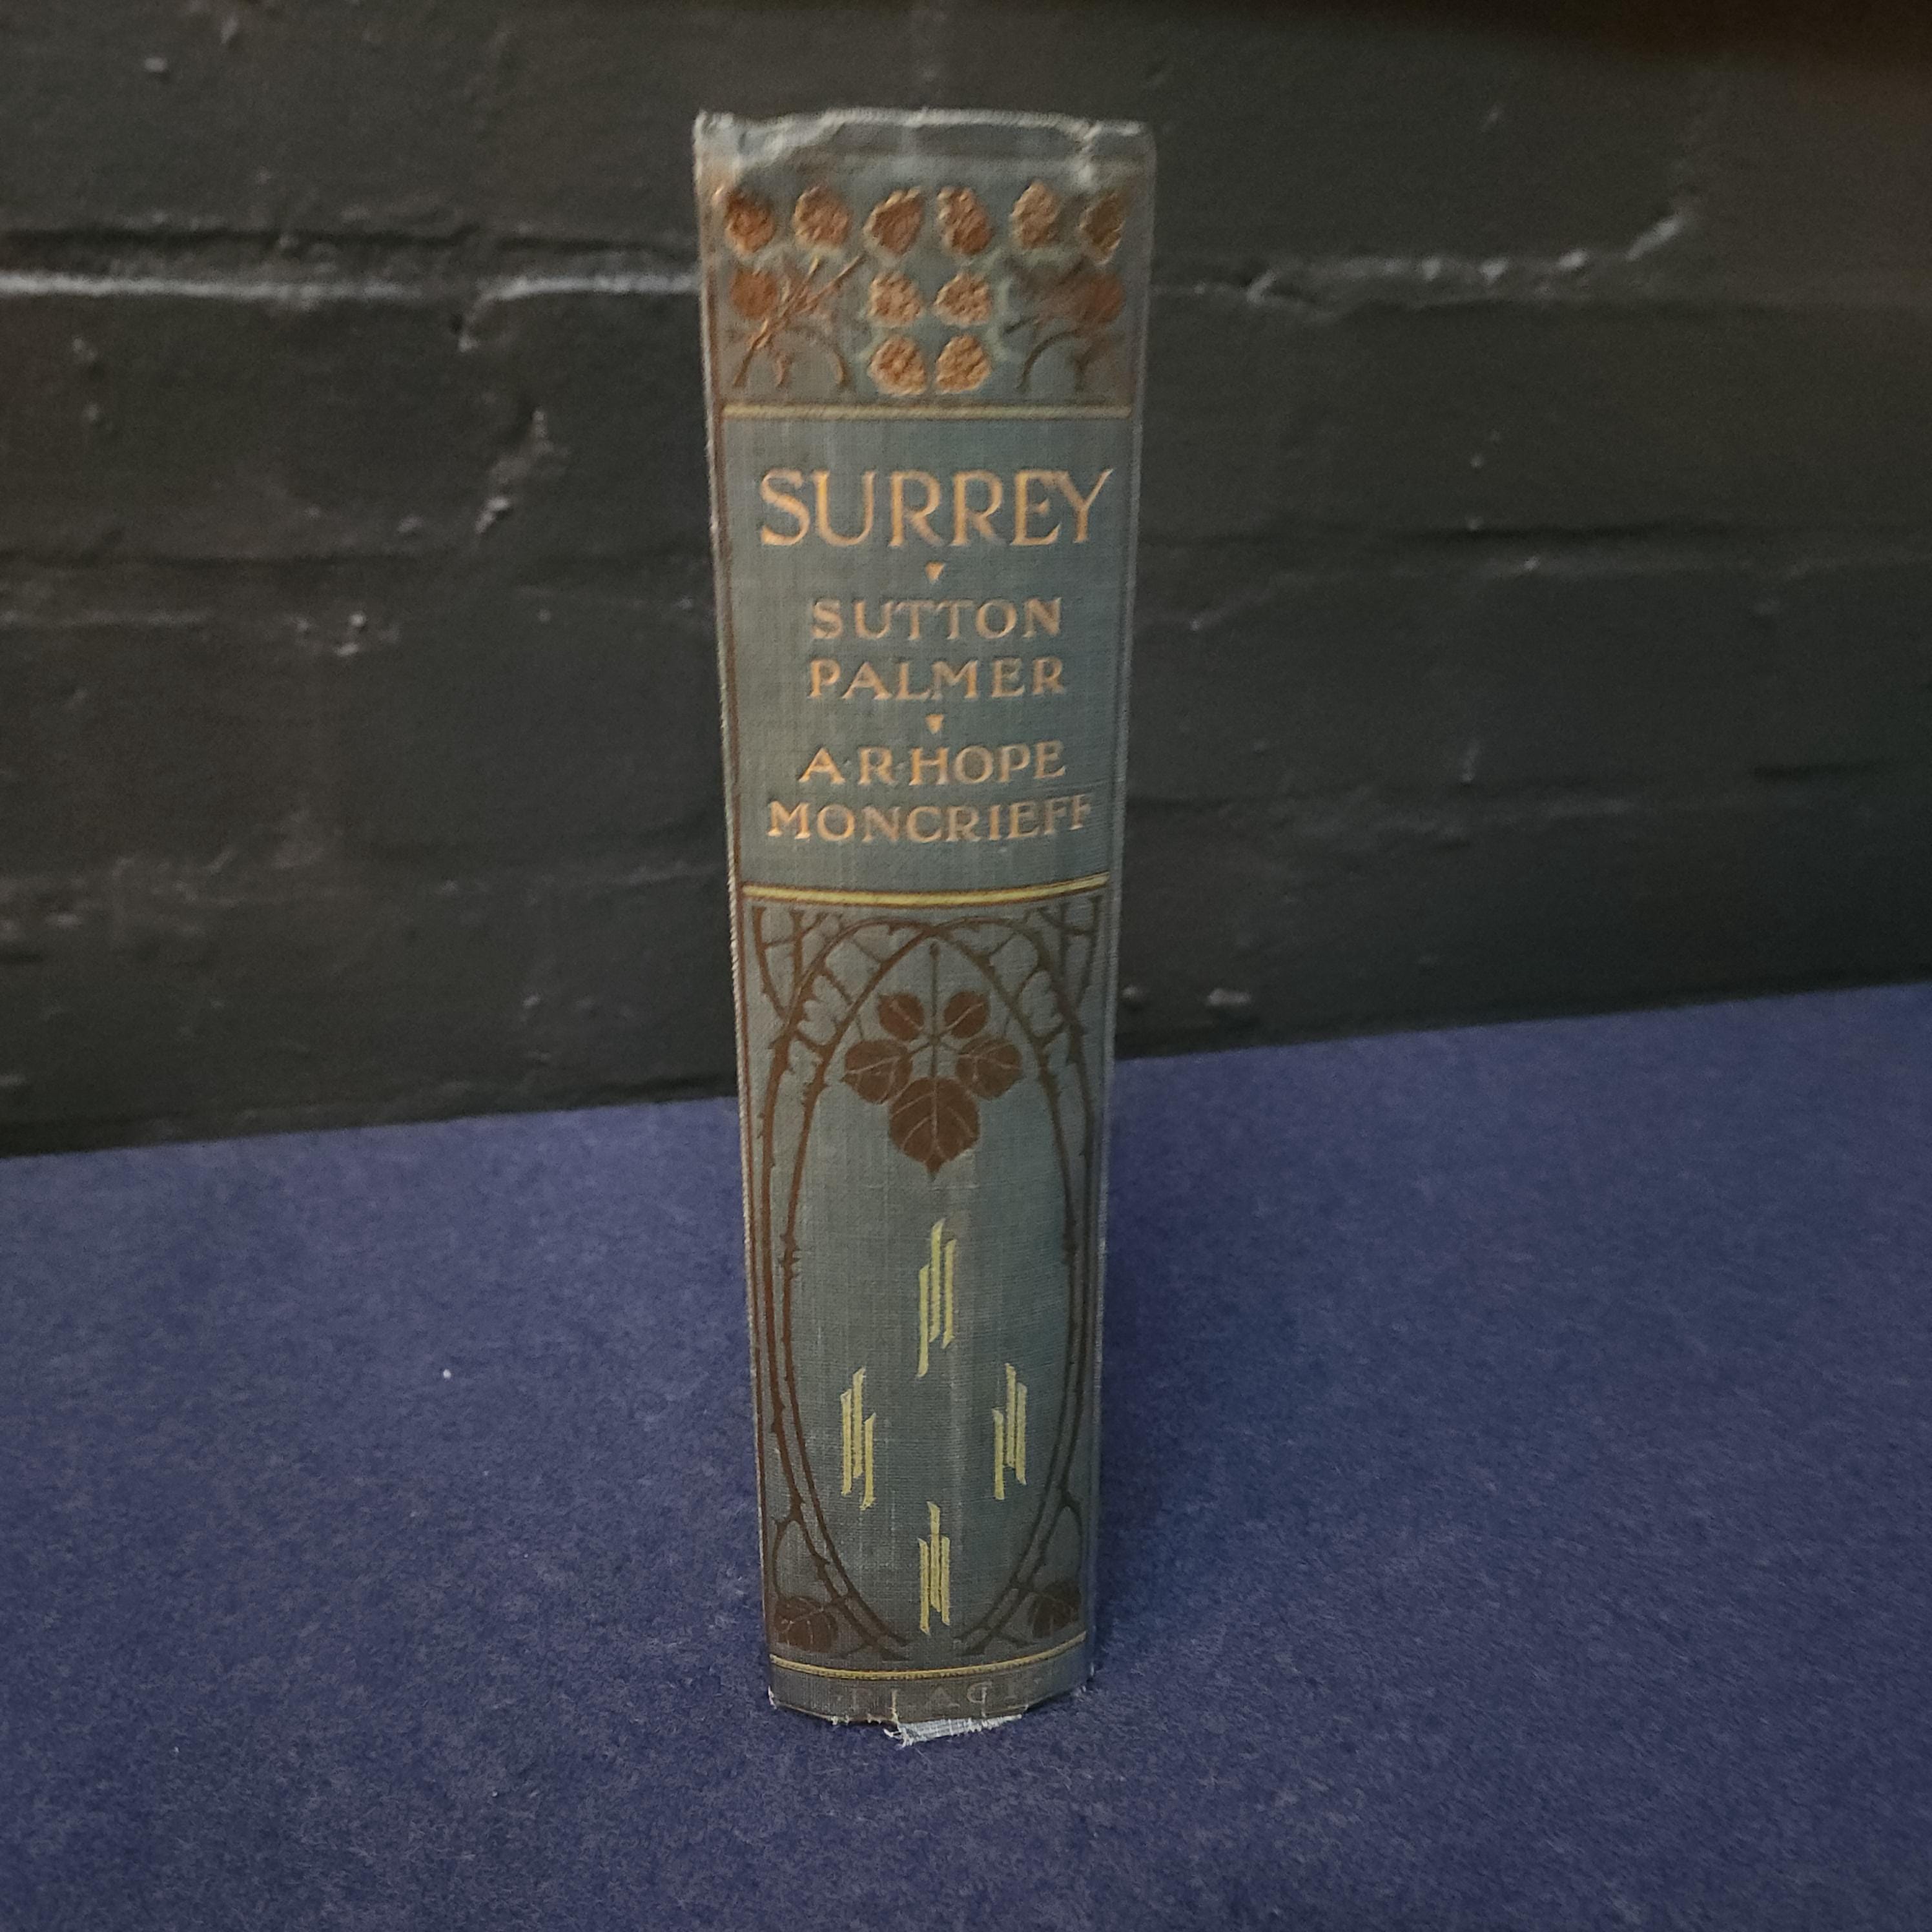 SURREY
SUTTON
PALMER
A·R·HOPE
MONCRIEFF